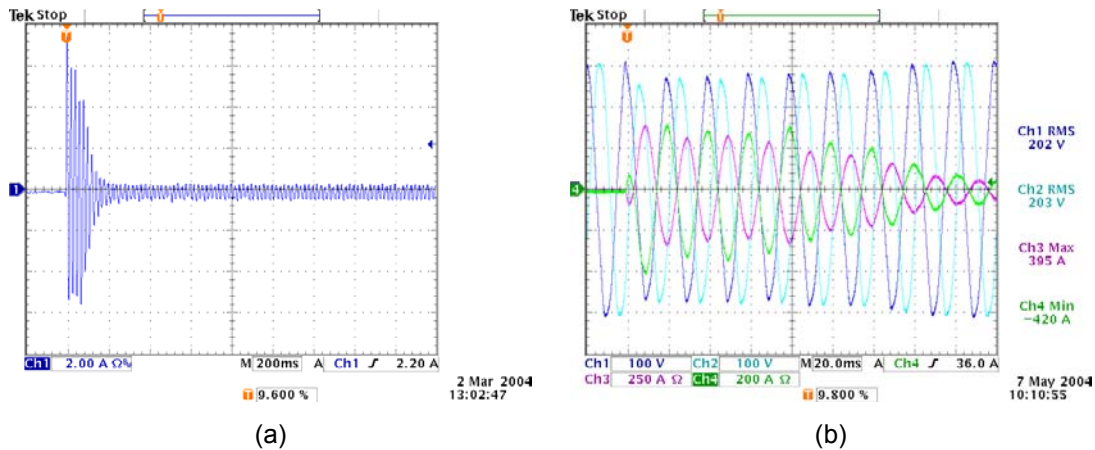 Tek Stop
T
1
Ch1 2.00 A Ω% M 200ms A Ch1 ʃ 2.20 A
2 Mar 2004
T 9.600 % 13:02:47
(a)
Tek Stop
T
Ch1 RMS
202 V
4
Ch2 RMS
203 V
Ch3 Max
395 A
Ch4 Min
-420 A
Ch1 100 V Ch2 100 V M 20.0ms A Ch4 ʃ 36.0 A
Ch3 250 A Ω Ch4 200 A Ω
7 May 2004
T 9.800 % 10:10:55
(b)